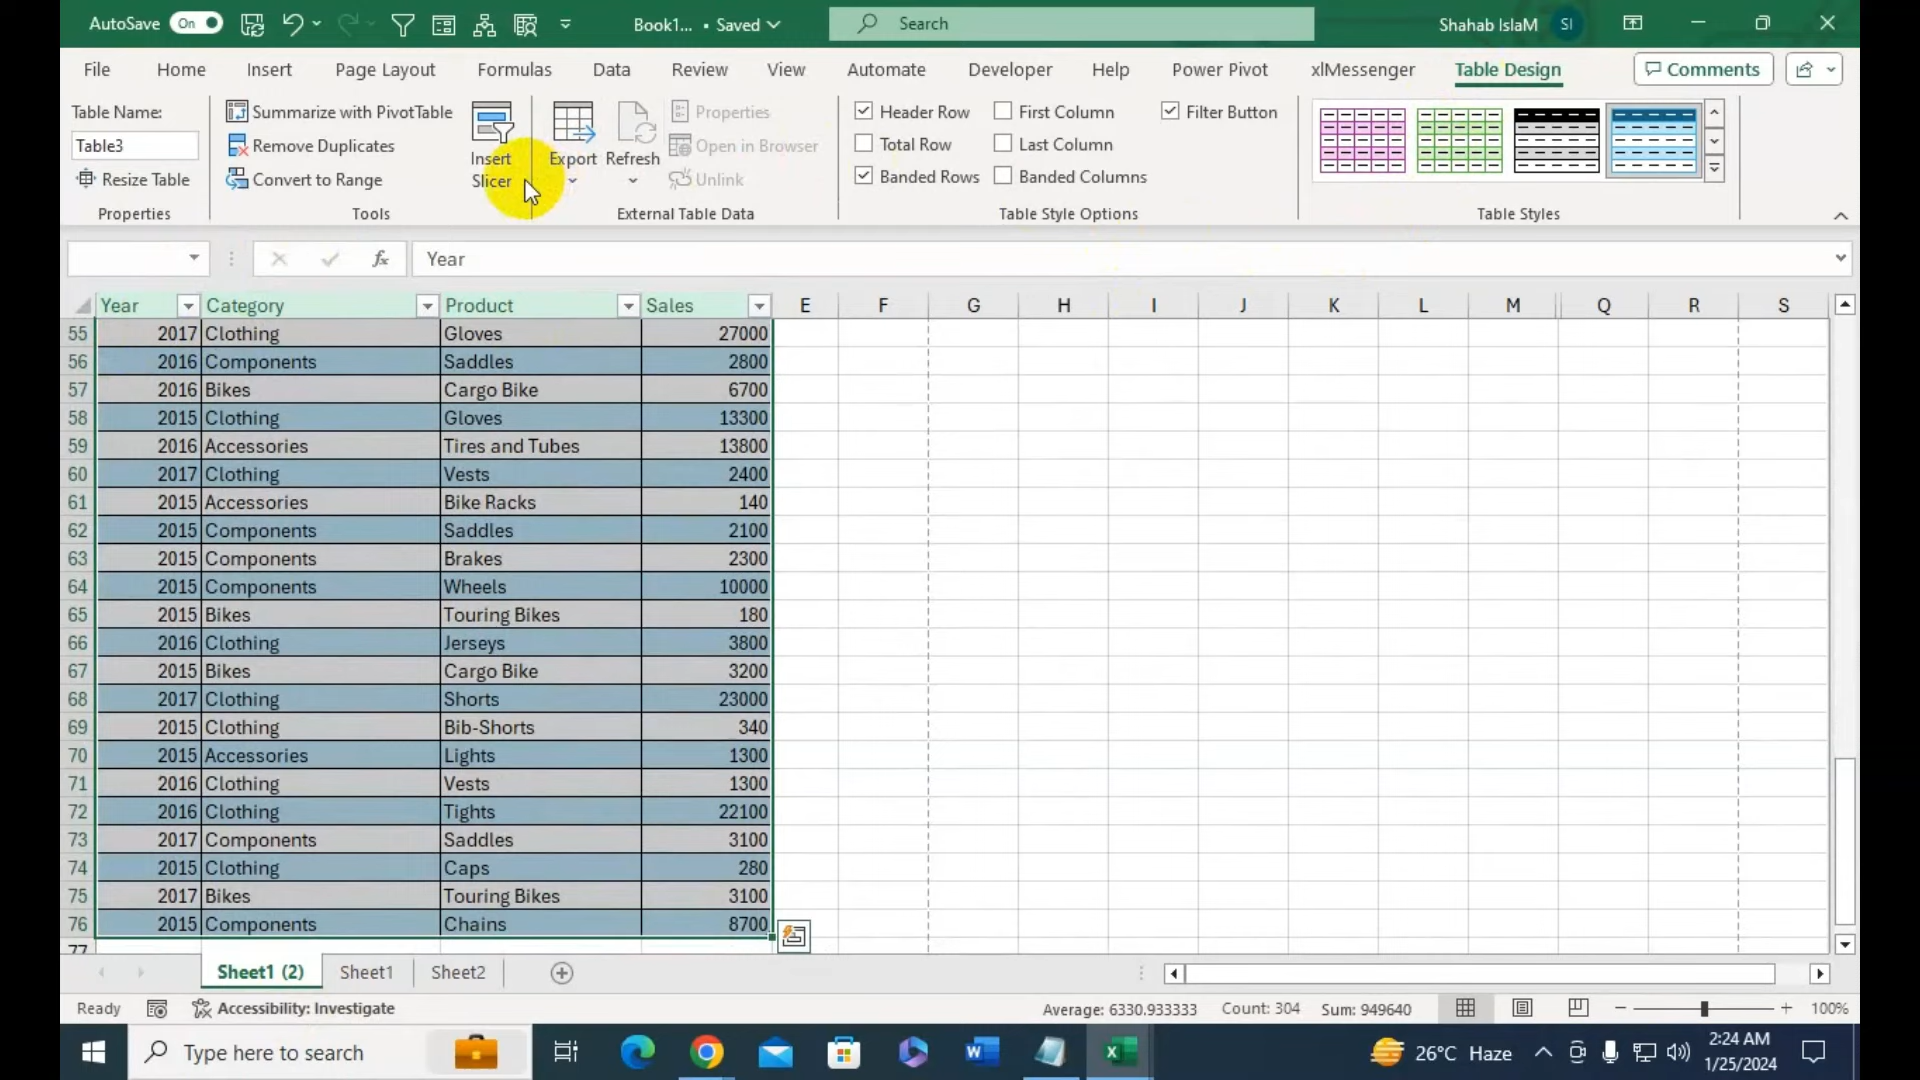 AutoSave On Book1... • Saved Search Shahab IslaM SI
File Home Insert Page Layout Formulas Data Review View Automate Developer Help Power Pivot xlMessenger Table Design Comments
Table Name: Summarize with PivotTable Properties Header Row First Column Filter Button
Table3 Remove Duplicates Insert Slicer Export Refresh Open in Browser Total Row Last Column
Resize Table Convert to Range Unlink Banded Rows Banded Columns
Properties Tools External Table Data Table Style Options Table Styles
fx Year
Year Category Product Sales E F G H I J K L M Q R S
55 2017 Clothing Gloves 27000
56 2016 Components Saddles 2800
57 2016 Bikes Cargo Bike 6700
58 2015 Clothing Gloves 13300
59 2016 Accessories Tires and Tubes 13800
60 2017 Clothing Vests 2400
61 2015 Accessories Bike Racks 140
62 2015 Components Saddles 2100
63 2015 Components Brakes 2300
64 2015 Components Wheels 10000
65 2015 Bikes Touring Bikes 180
66 2016 Clothing Jerseys 3800
67 2015 Bikes Cargo Bike 3200
68 2017 Clothing Shorts 23000
69 2015 Clothing Bib-Shorts 340
70 2015 Accessories Lights 1300
71 2016 Clothing Vests 1300
72 2016 Clothing Tights 22100
73 2017 Components Saddles 3100
74 2015 Clothing Caps 280
75 2017 Bikes Touring Bikes 3100
76 2015 Components Chains 8700
77
Sheet1 (2) Sheet1 Sheet2
Ready Accessibility: Investigate Average: 6330.933333 Count: 304 Sum: 949640 100%
Type here to search 26°C Haze 2:24 AM
1/25/2024